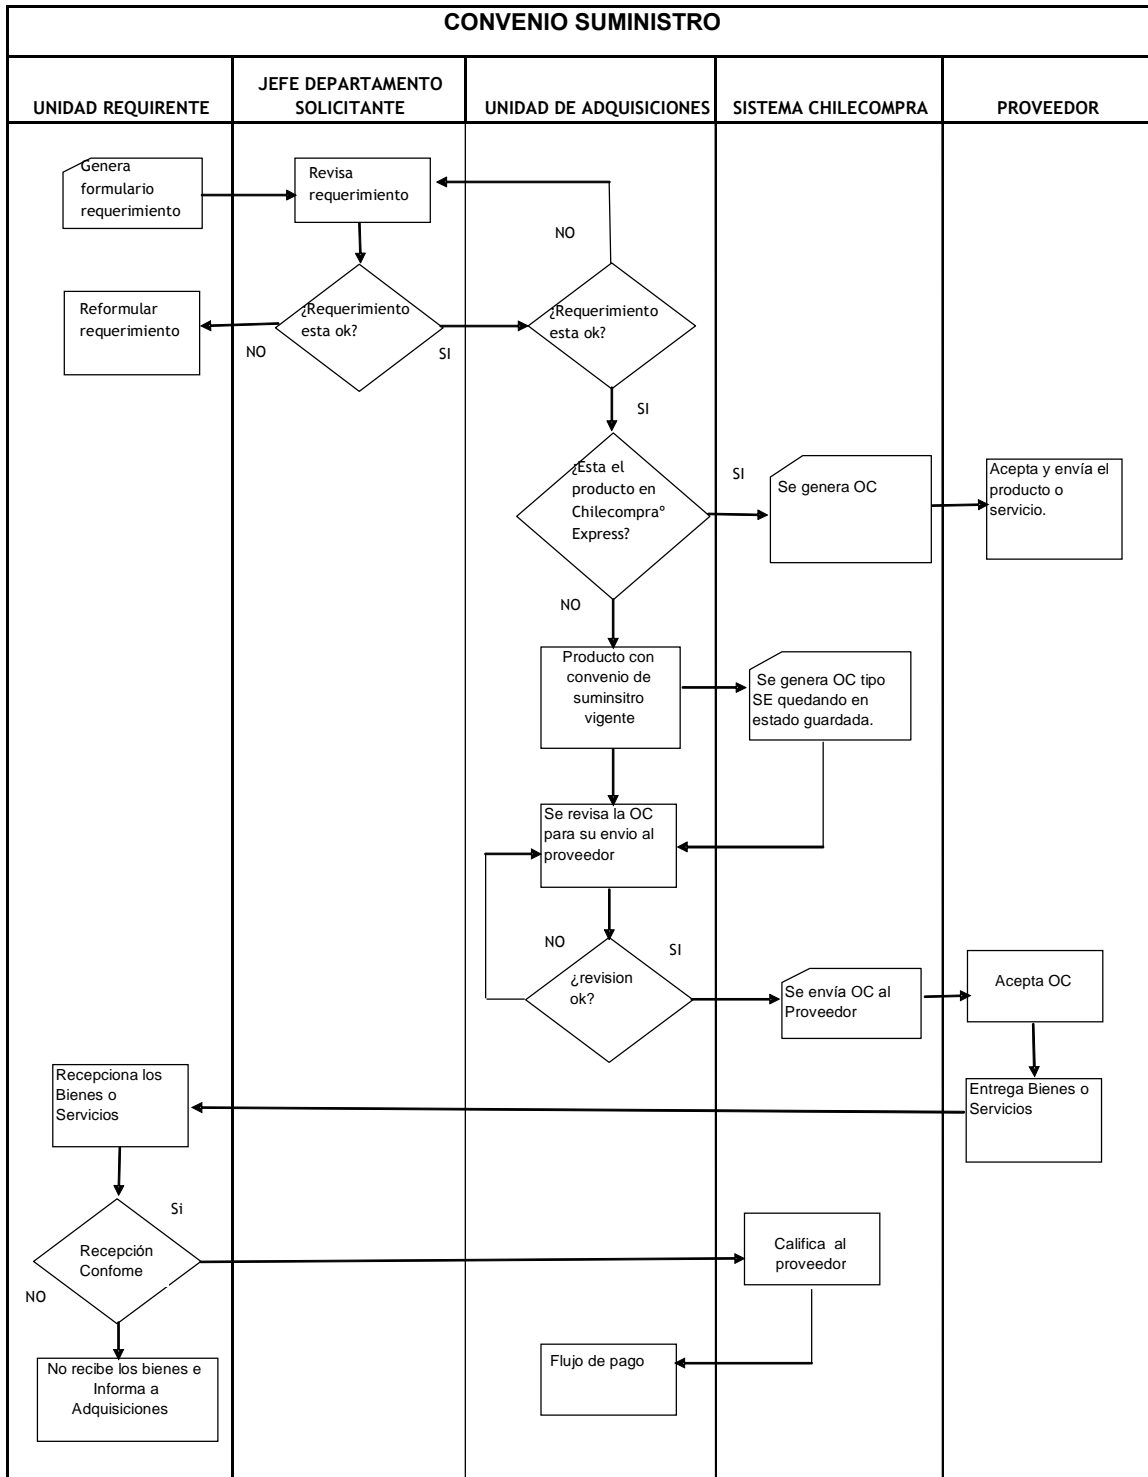 CONVENIO SUMINISTRO
UNIDAD REQUIRENTE
JEFE DEPARTAMENTO
SOLICITANTE
UNIDAD DE ADQUISICIONES
SISTEMA CHILECOMPRA
PROVEEDOR
Genera
formulario
requerimiento
Revisa
requerimiento
NO
Reformular
requerimiento
¿Requerimiento
esta ok?
¿Requerimiento
esta ok?
NO
SI
SI
¿Esta el
producto en
Chilecompraº
Express?
SI
Se genera OC
Acepta y envía el
producto o
servicio.
NO
Producto con
convenio de
suminsitro
vigente
Se genera OC tipo
SE quedando en
estado guardada.
Se revisa la OC
para su envio al
proveedor
NO
SI
¿revision
ok?
Se envía OC al
Proveedor
Acepta OC
Recepciona los
Bienes o
Servicios
Entrega Bienes o
Servicios
Si
Recepción
Confome
NO
Califica al
proveedor
No recibe los bienes e
Informa a
Adquisiciones
Flujo de pago